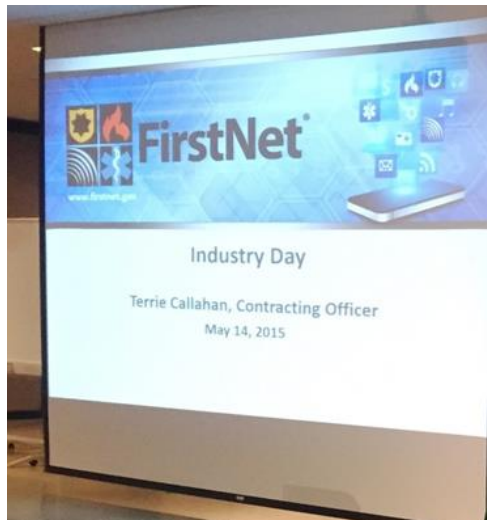 FirstNet®
www.firstnet.gov
Industry Day
Terrie Callahan, Contracting Officer
May 14, 2015